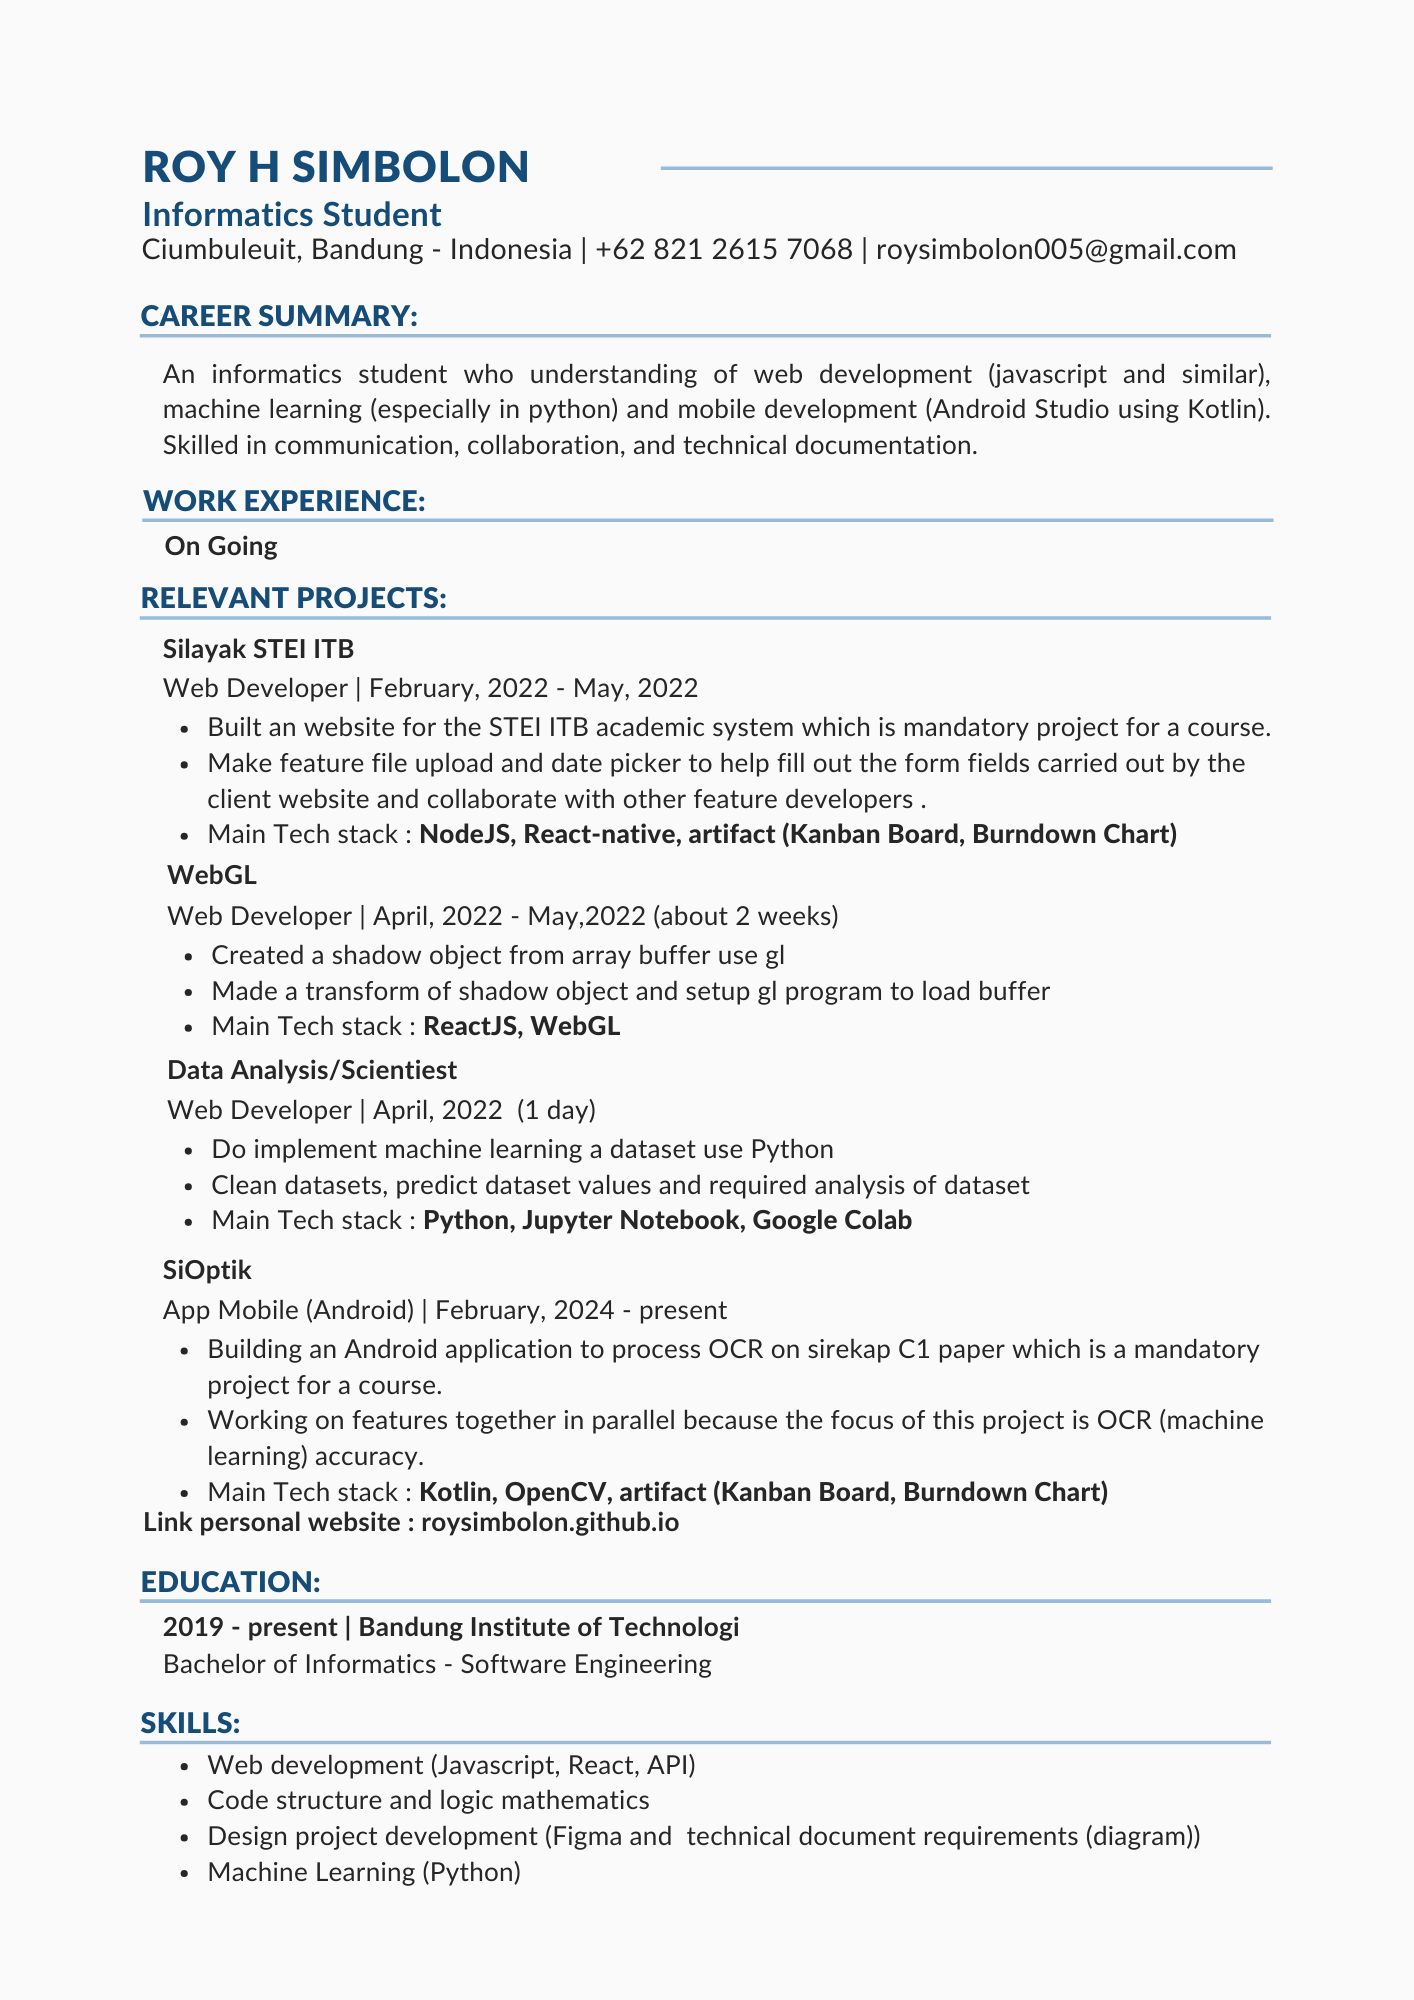 ROY H SIMBOLON
Informatics Student
Ciumbuleuit, Bandung - Indonesia | +62 821 2615 7068 | roysimbolon005@gmail.com
CAREER SUMMARY:
An informatics student who understanding of web development (javascript and similar),
machine learning (especially in python) and mobile development (Android Studio using Kotlin).
Skilled in communication, collaboration, and technical documentation.
WORK EXPERIENCE:
On Going
RELEVANT PROJECTS:
Silayak STEI ITB
Web Developer | February, 2022 - May, 2022
• Built an website for the STEI ITB academic system which is mandatory project for a course.
• Make feature file upload and date picker to help fill out the form fields carried out by the
client website and collaborate with other feature developers .
• Main Tech stack : NodeJS, React-native, artifact (Kanban Board, Burndown Chart)
WebGL
Web Developer | April, 2022 - May,2022 (about 2 weeks)
• Created a shadow object from array buffer use gl
• Made a transform of shadow object and setup gl program to load buffer
• Main Tech stack : ReactJS, WebGL
Data Analysis/Scientiest
Web Developer | April, 2022  (1 day)
• Do implement machine learning a dataset use Python
• Clean datasets, predict dataset values and required analysis of dataset
• Main Tech stack : Python, Jupyter Notebook, Google Colab
SiOptik
App Mobile (Android) | February, 2024 - present
• Building an Android application to process OCR on sirekap C1 paper which is a mandatory
project for a course.
• Working on features together in parallel because the focus of this project is OCR (machine
learning) accuracy.
• Main Tech stack : Kotlin, OpenCV, artifact (Kanban Board, Burndown Chart)
Link personal website : roysimbolon.github.io
EDUCATION:
2019 - present | Bandung Institute of Technologi
Bachelor of Informatics - Software Engineering
SKILLS:
• Web development (Javascript, React, API)
• Code structure and logic mathematics
• Design project development (Figma and  technical document requirements (diagram))
• Machine Learning (Python)